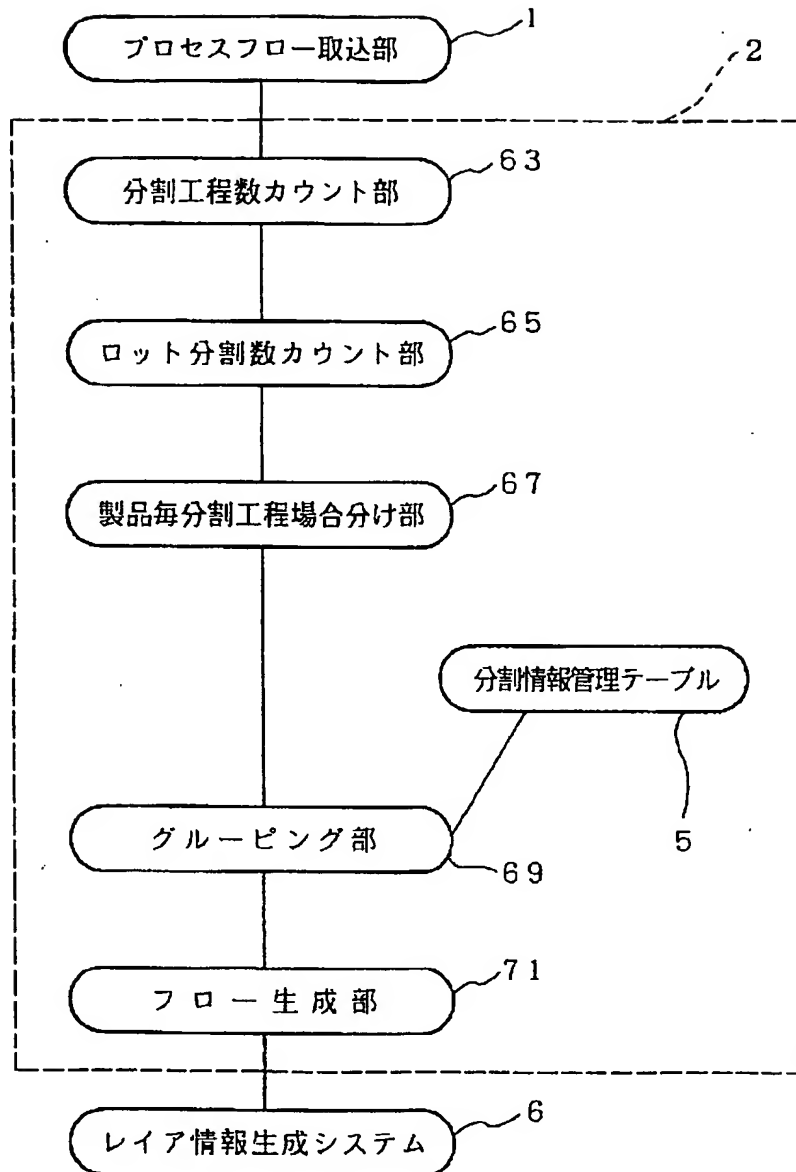 プロセスフロー取込部
1
2
分割工程数カウント部
63
ロット分割数カウント部
65
製品毎分割工程場合分け部
67
分割情報管理テーブル
5
グルーピング部
69
フロー生成部
71
レイア情報生成システム
6